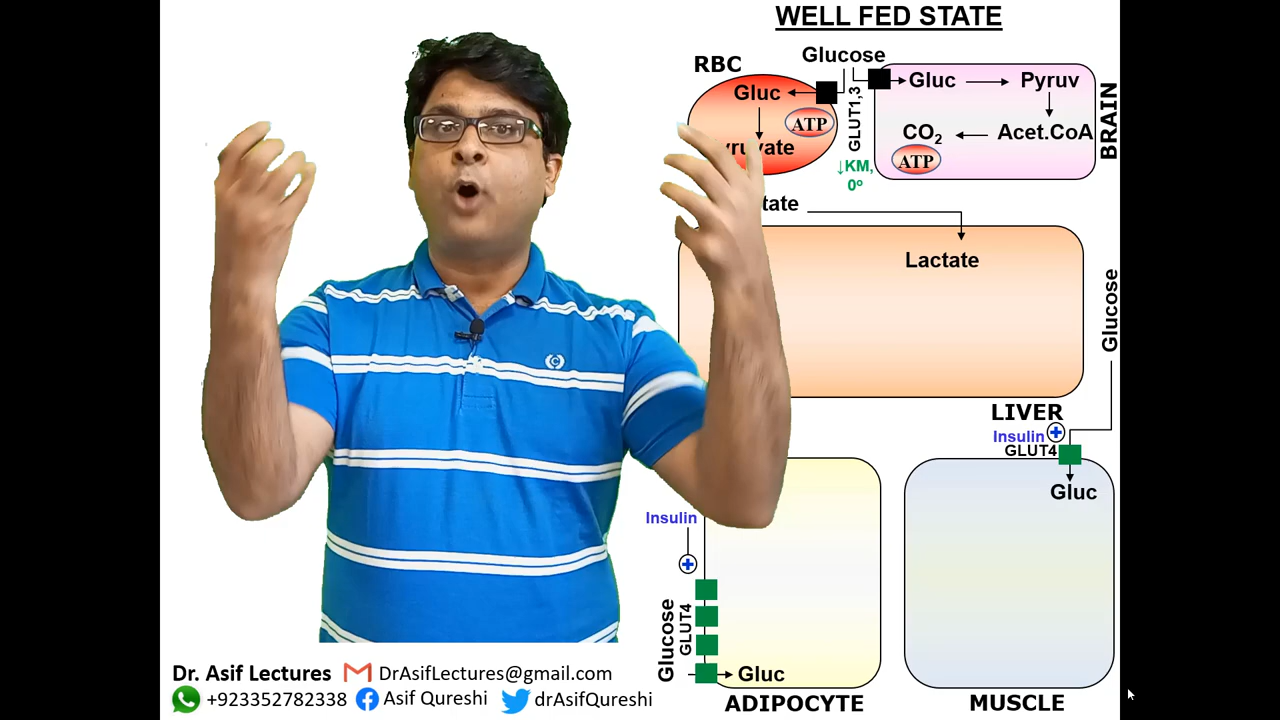 WELL FED STATE
Glucose
RBC
Gluc
ATP
GLUT1,3
↓KM,
0º
Gluc
Pyruv
Acet.CoA
CO2
ATP
BRAIN
Lactate
LIVER
Glucose
Insulin
GLUT4
Gluc
MUSCLE
Insulin
Glucose
GLUT4
Gluc
ADIPOCYTE
Dr. Asif Lectures DrAsifLectures@gmail.com
+923352782338 Asif Qureshi drAsifQureshi